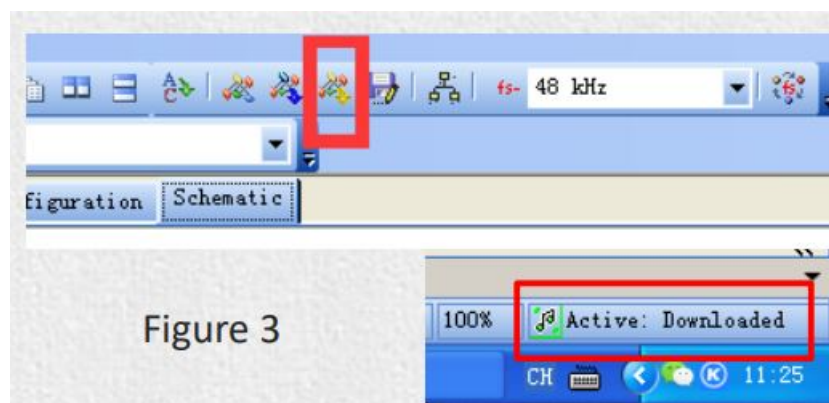 fs- 48 kHz
figuration Schematic
100% Active: Downloaded
Figure 3
CH K 11:25